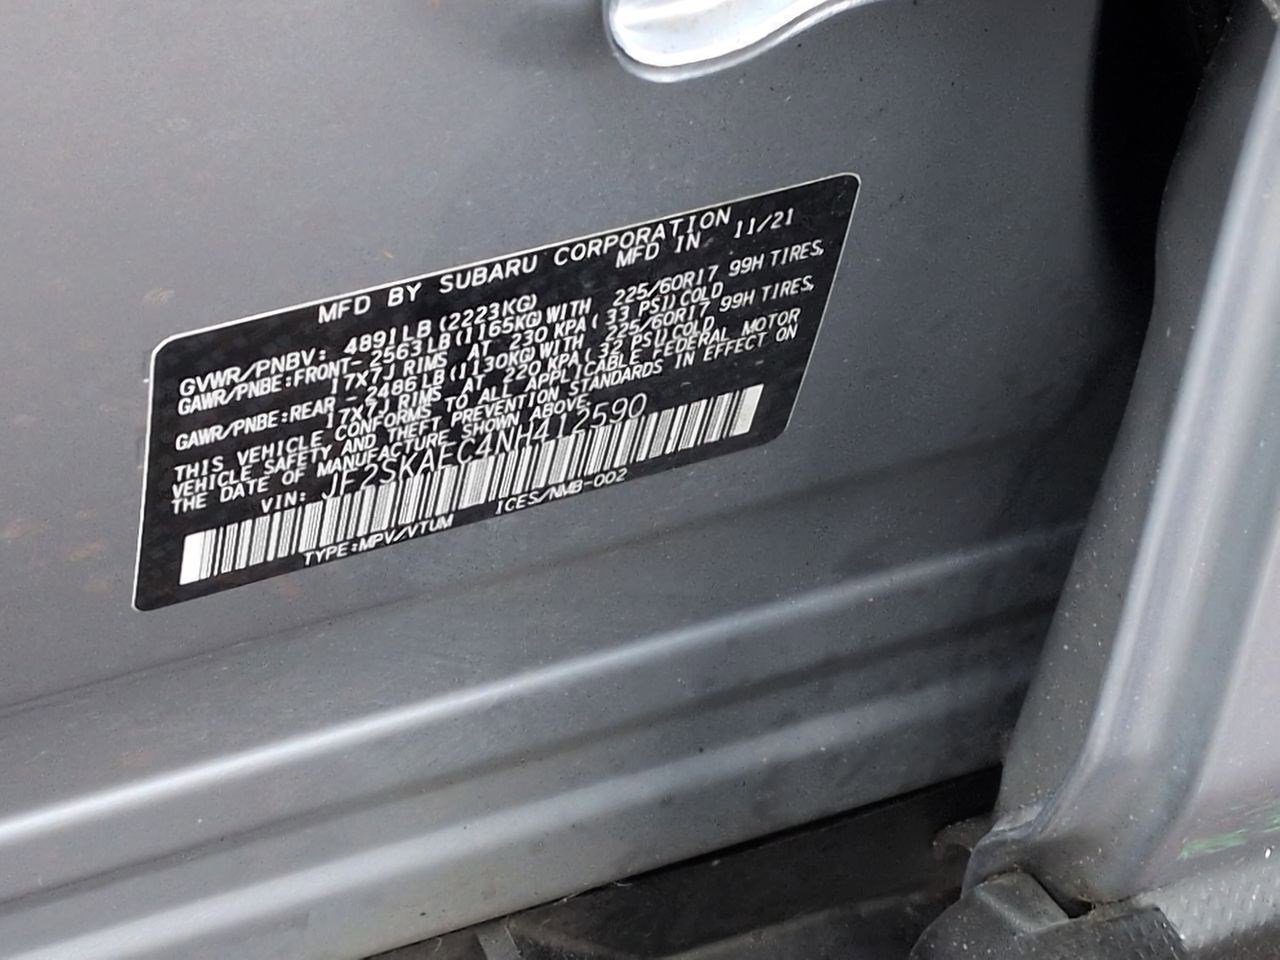 MFD BY SUBARU CORPORATION
MFD IN 11/21
GVWR/PNBV: 4891LB(2223KG)
GAWR/PNBE:FRONT-2563LB(1165KG)WITH 225/60R17 99H TIRES,
17X7J RIMS AT 230 KPA(33 PSI)COLD
GAWR/PNBE:REAR -2486LB(1130KG)WITH 225/60R17 99H TIRES,
17X7J RIMS AT 220 KPA(32 PSI)COLD
THIS VEHICLE CONFORMS TO ALL APPLICABLE FEDERAL MOTOR
VEHICLE SAFETY AND THEFT PREVENTION STANDARDS IN EFFECT ON
THE DATE OF MANUFACTURE SHOWN ABOVE.
VIN: JF2SKAEC4NH412590
TYPE:MPV/VTUM ICES/NMB-002